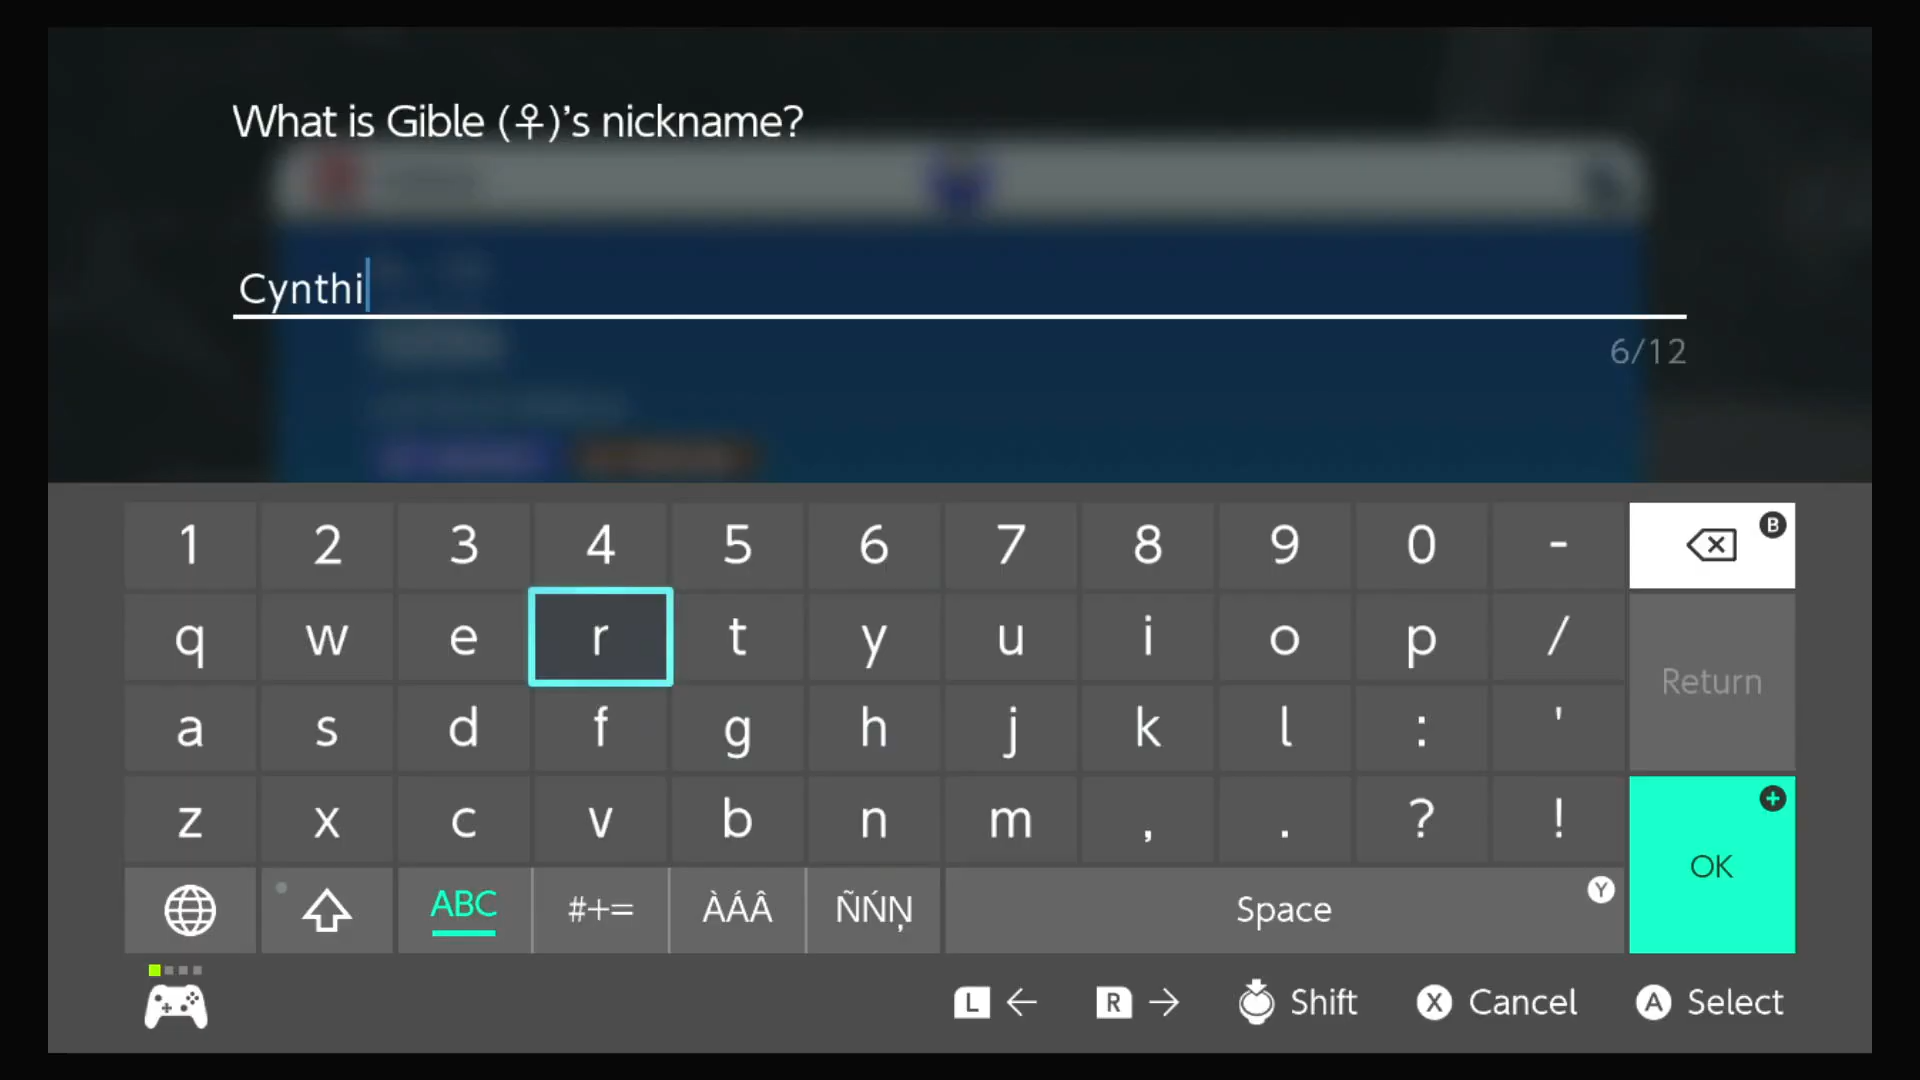 What is Gible (♀)'s nickname?
Cynthi
6/12
1 2 3 4 5 6 7 8 9 0 -
q w e r t y u i o p /
Return
a s d f g h j k l : '
z x c v b n m , . ? !
OK
ABC #+= ÀÁÂ ÑŃŅ Space
L ← R → Shift X Cancel A Select